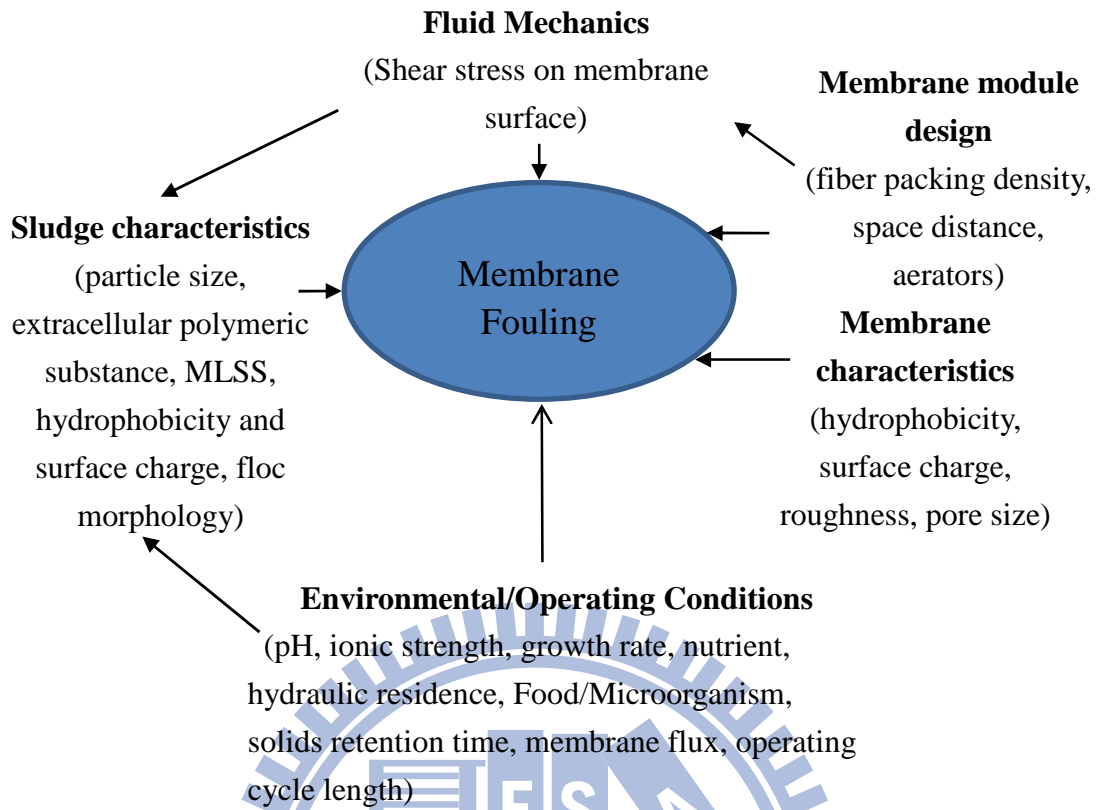 Fluid Mechanics
(Shear stress on membrane
surface)
Membrane module
design
(fiber packing density,
space distance,
aerators)
Sludge characteristics
(particle size,
extracellular polymeric
substance, MLSS,
hydrophobicity and
surface charge, floc
morphology)
Membrane
Fouling
Membrane
characteristics
(hydrophobicity,
surface charge,
roughness, pore size)
Environmental/Operating Conditions
(pH, ionic strength, growth rate, nutrient,
hydraulic residence, Food/Microorganism,
solids retention time, membrane flux, operating
cycle length)